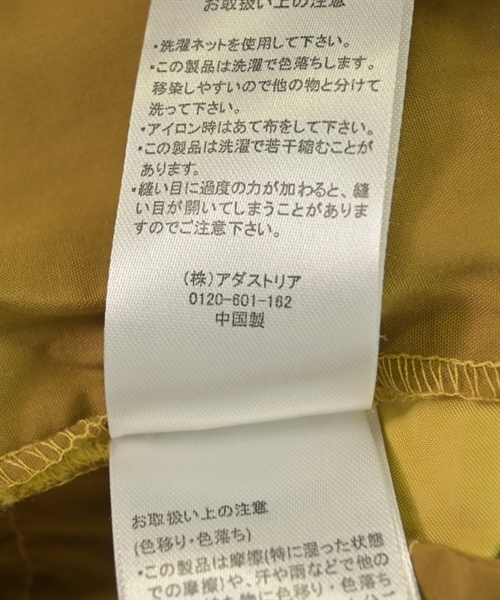 お取扱い上の注意
・洗濯ネットを使用して下さい。
・この製品は洗濯で色落ちします。
移染しやすいので他の物と分けて
洗って下さい。
・アイロン時はあて布をして下さい。
・この製品は洗濯で若干縮むことが
あります。
・縫い目に過度の力が加わると、縫
い目が開いてしまうことがありま
すのでご注意下さい。
(株)アダストリア
0120-601-162
中国製
お取扱い上の注意
(色移り・色落ち)
・この製品は摩擦(特に湿った状態
での摩擦)や、汗や雨などで他の
色移り・色落ち